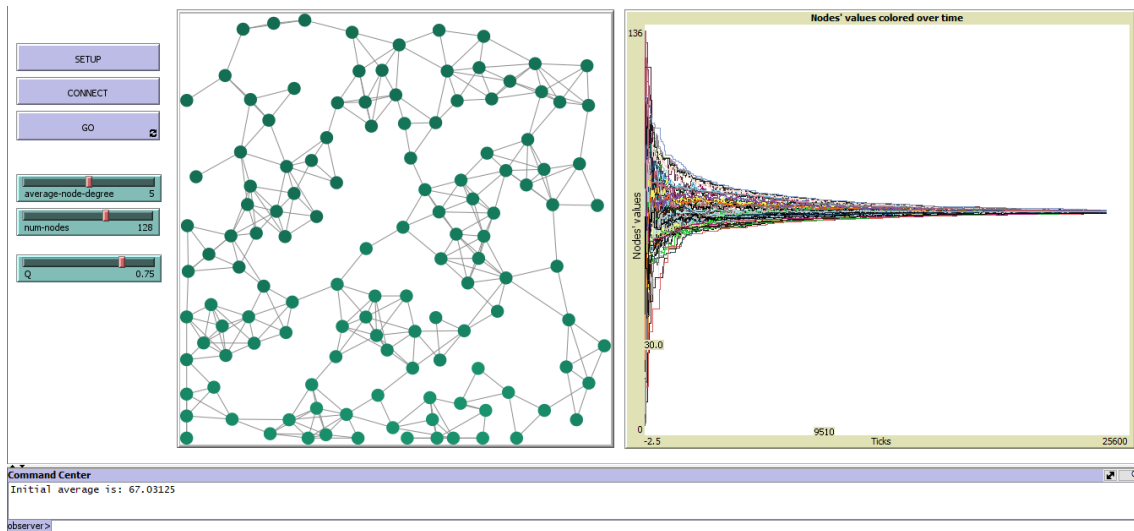 SETUP
CONNECT
GO
average-node-degree 5
num-nodes 128
Q 0.75
Nodes' values colored over time
136
Nodes' values
30.0
0
9510
-2.5 Ticks 25600
Command Center
Initial average is: 67.03125
observer>